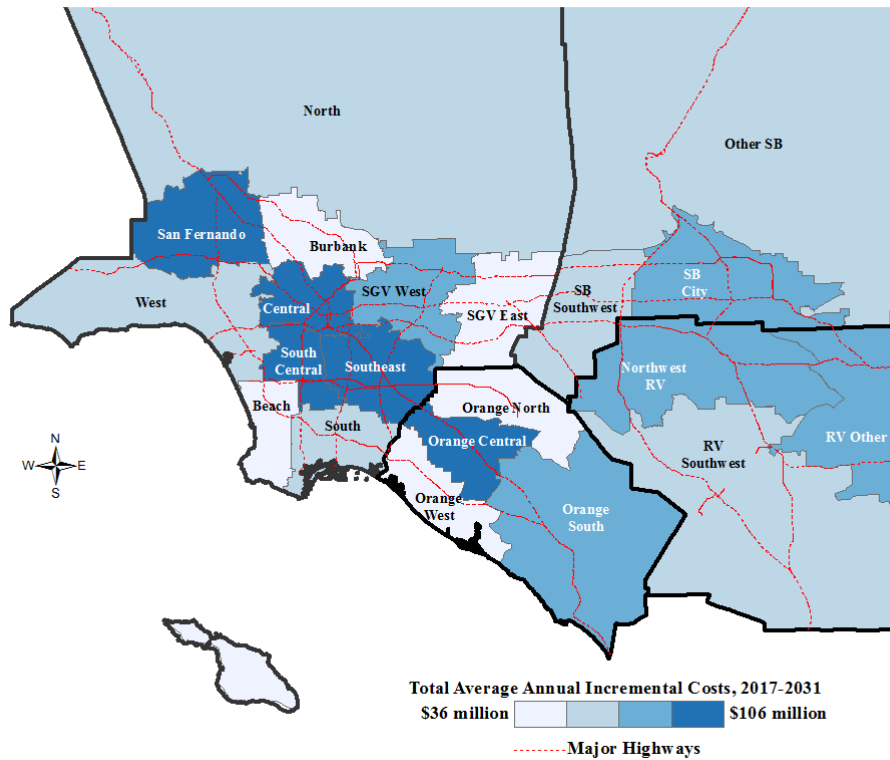 North
Other SB
San Fernando
Burbank
SGV West
SB
City
West
Central
SGV East
SB
Southwest
South
Central
Southeast
Northwest
RV
Beach
South
Orange North
Orange Central
RV
Southwest
RV Other
Orange
West
Orange
South
N
W
E
S
Total Average Annual Incremental Costs, 2017-2031
$36 million
$106 million
Major Highways